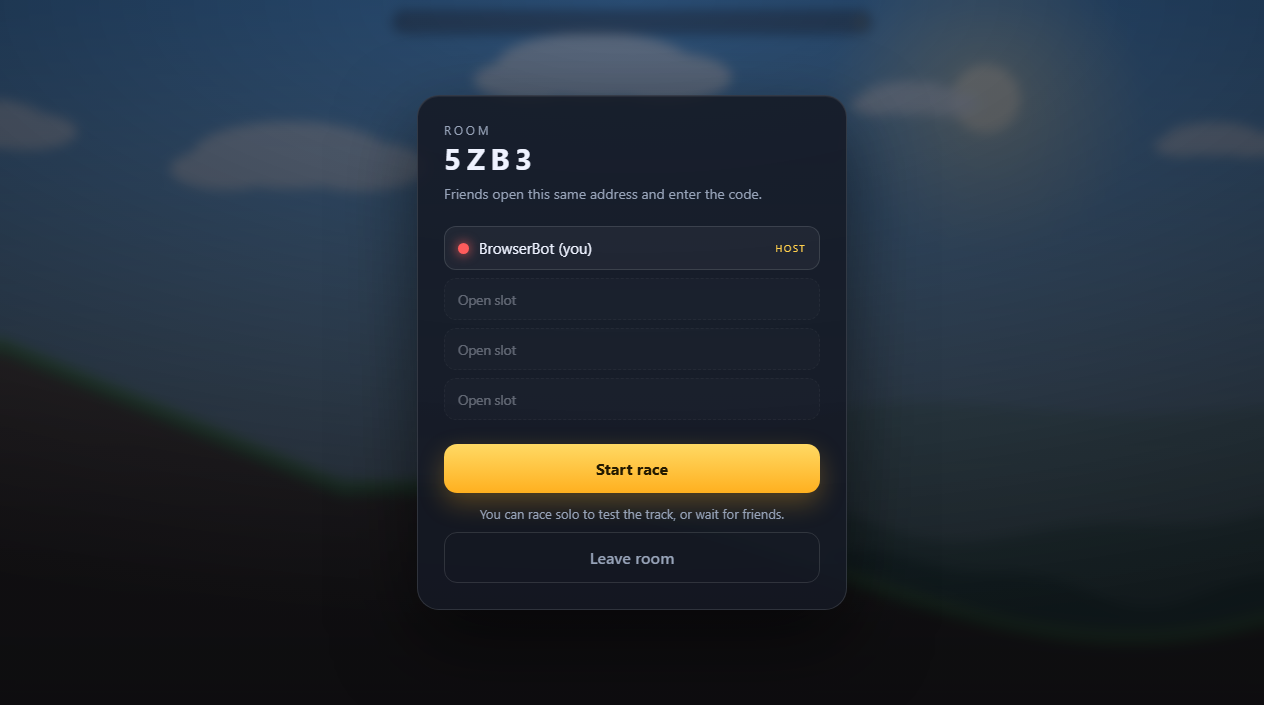 ROOM
5ZB3
Friends open this same address and enter the code.
BrowserBot (you) HOST
Open slot
Open slot
Open slot
Start race
You can race solo to test the track, or wait for friends.
Leave room